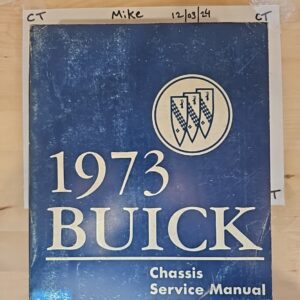 CT Mike 12/03/24 CT
1973
BUICK
Chassis
Service Manual